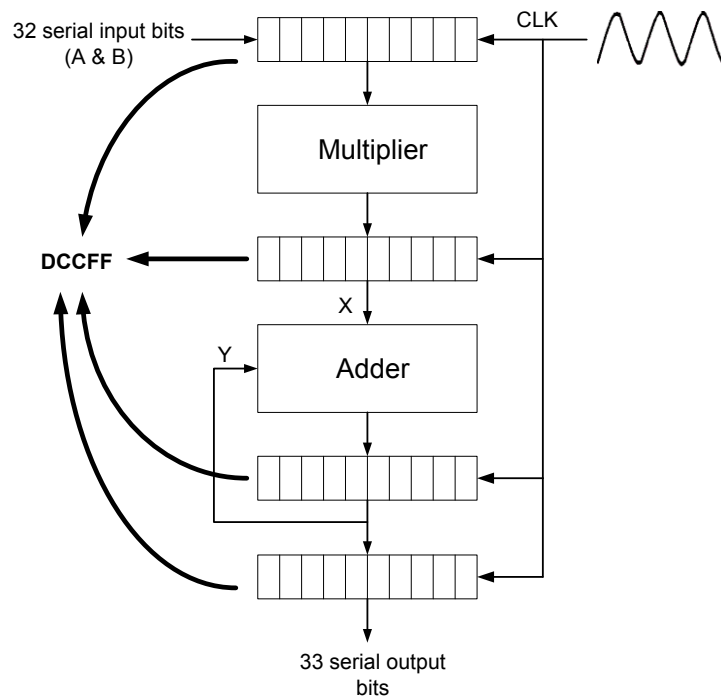 32 serial input bits
(A & B)
CLK
Multiplier
DCCFF
X
Y
Adder
33 serial output
bits